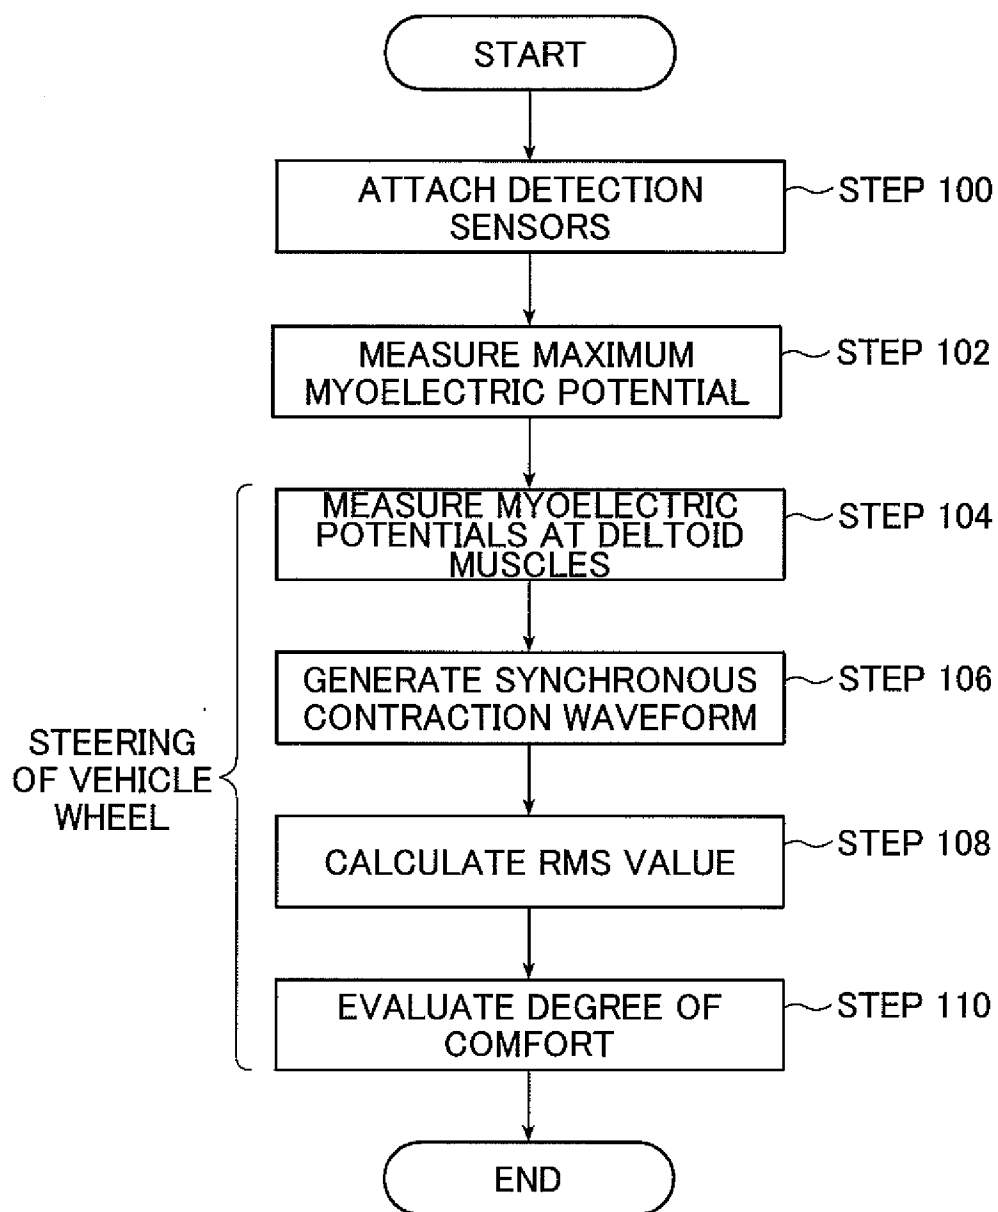 START
ATTACH DETECTION
SENSORS
STEP 100
MEASURE MAXIMUM
MYOELECTRIC POTENTIAL
STEP 102
MEASURE MYOELECTRIC
POTENTIALS AT DELTOID
MUSCLES
STEP 104
GENERATE SYNCHRONOUS
CONTRACTION WAVEFORM
STEP 106
STEERING
OF VEHICLE
WHEEL
CALCULATE RMS VALUE
STEP 108
EVALUATE DEGREE OF
COMFORT
STEP 110
END